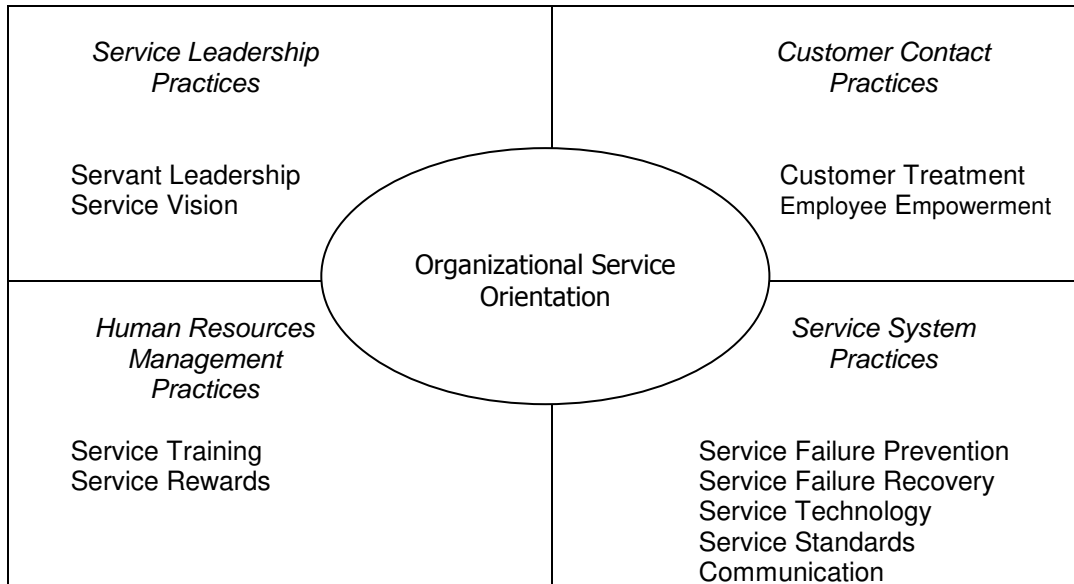 Service Leadership
Practices
Servant Leadership
Service Vision
Customer Contact
Practices
Customer Treatment
Employee Empowerment
Organizational Service
Orientation
Human Resources
Management
Practices
Service Training
Service Rewards
Service System
Practices
Service Failure Prevention
Service Failure Recovery
Service Technology
Service Standards
Communication